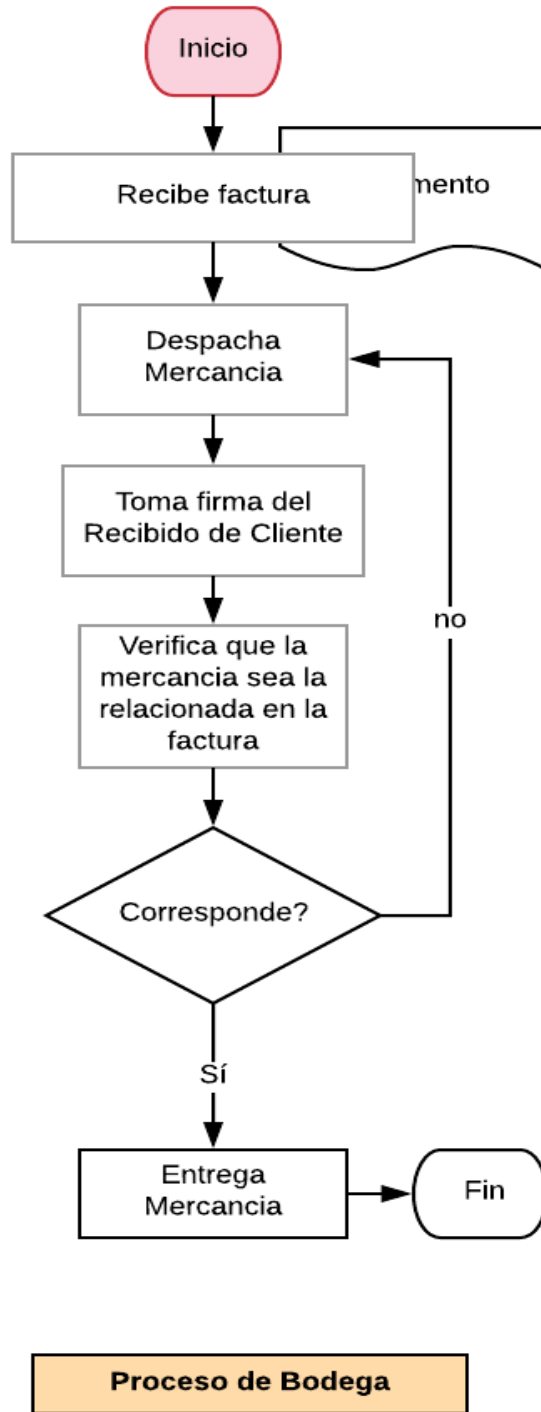 Inicio
Recibe factura
mento
Despacha
Mercancia
Toma firma del
Recibido de Cliente
Verifica que la
mercancia sea la
relacionada en la
factura
no
Corresponde?
Sí
Entrega
Mercancia
Fin
Proceso de Bodega